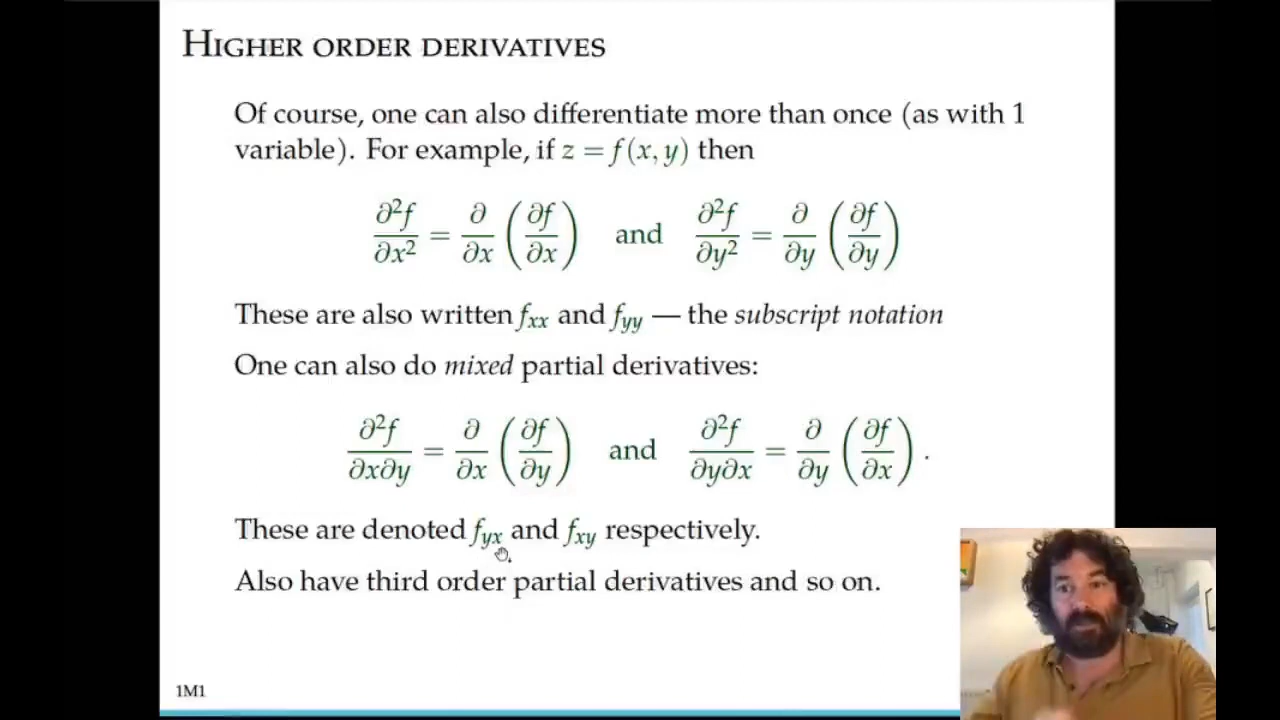 HIGHER ORDER DERIVATIVES
Of course, one can also differentiate more than once (as with 1
variable). For example, if z = f(x, y) then
∂²f/∂x² = ∂/∂x (∂f/∂x) and ∂²f/∂y² = ∂/∂y (∂f/∂y)
These are also written fxx and fyy — the subscript notation
One can also do mixed partial derivatives:
∂²f/∂x∂y = ∂/∂x (∂f/∂y) and ∂²f/∂y∂x = ∂/∂y (∂f/∂x) .
These are denoted fyx and fxy respectively.
Also have third order partial derivatives and so on.
1M1